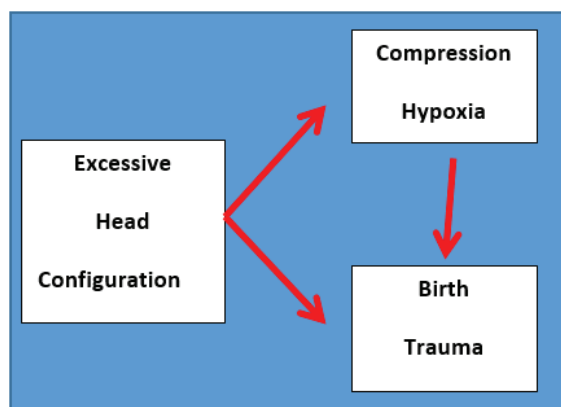 Excessive
Head
Configuration
Compression
Hypoxia
Birth
Trauma